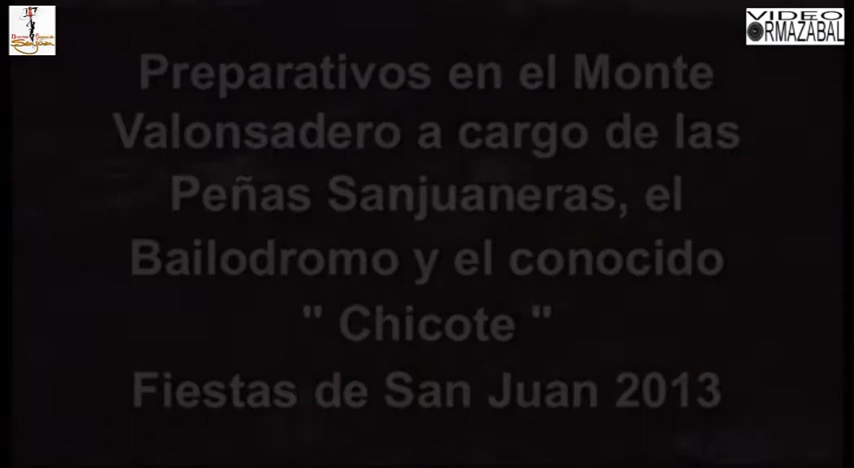 VIDEO
ORMAZABAL
Preparativos en el Monte
Valonsadero a cargo de las
Peñas Sanjuaneras, el
Bailodromo y el conocido
" Chicote "
Fiestas de San Juan 2013